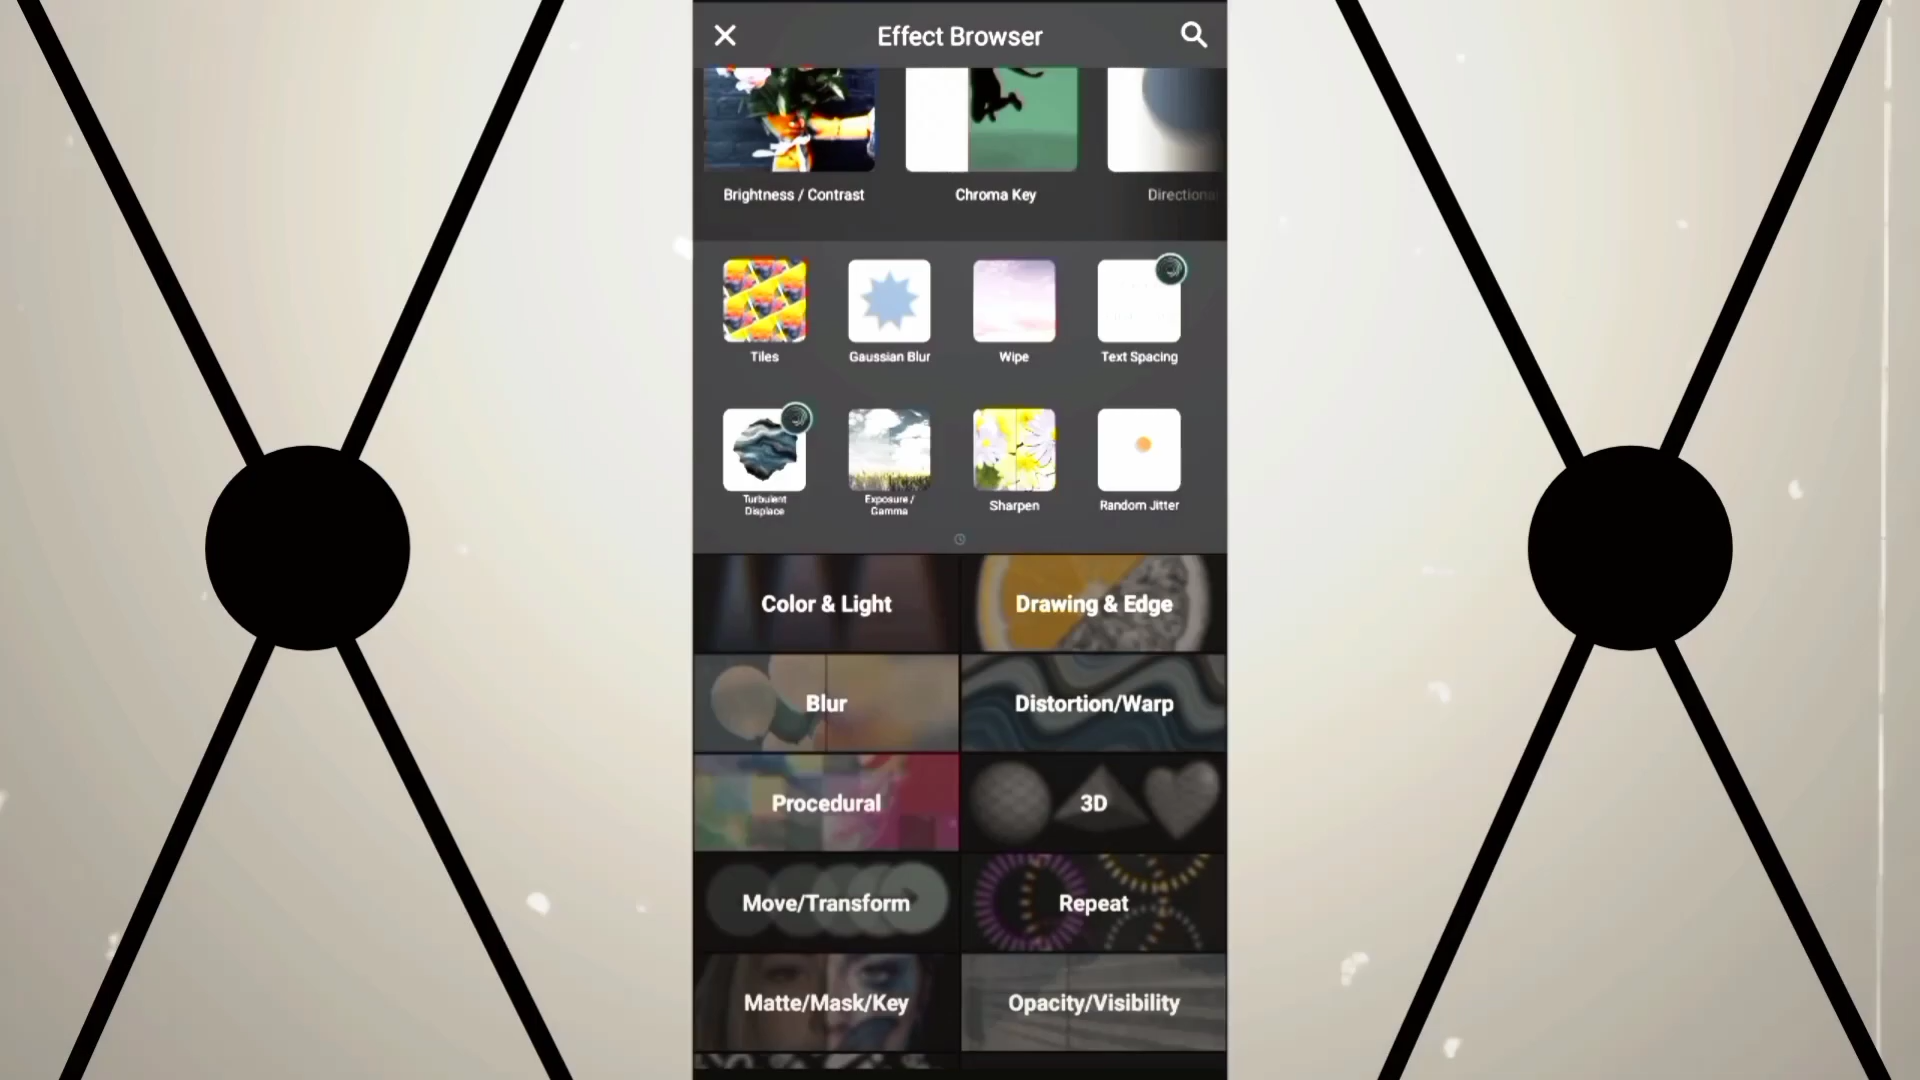 Effect Browser
Brightness / Contrast
Chroma Key
Directional
Tiles
Gaussian Blur
Wipe
Text Spacing
Turbulent
Displace
Exposure /
Gamma
Sharpen
Random Jitter
Color & Light
Drawing & Edge
Blur
Distortion/Warp
Procedural
3D
Move/Transform
Repeat
Matte/Mask/Key
Opacity/Visibility